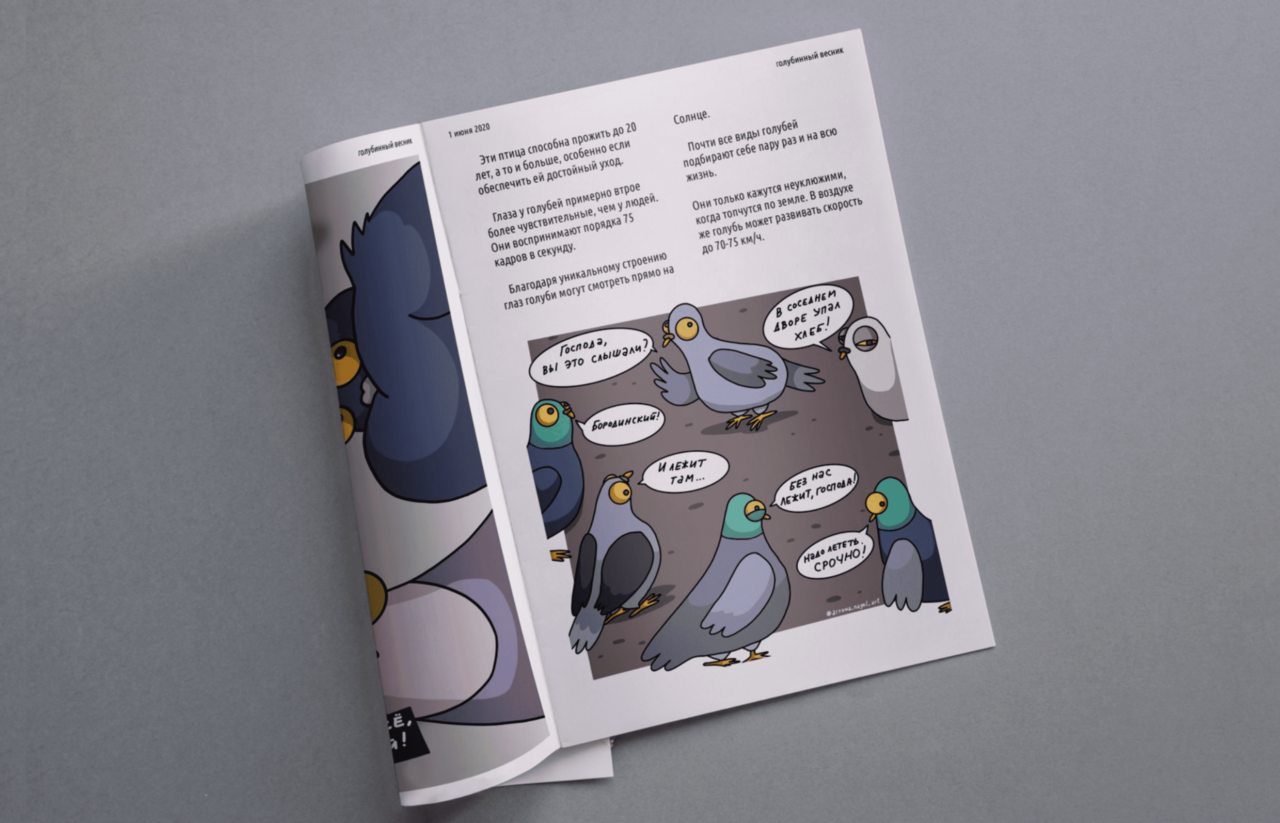 голубинный весник
Ё,
Й!
1 июня 2020
голубинный весник
Эти птица способна прожить до 20
лет, а то и больше, особенно если
обеспечить ей достойный уход.
Глаза у голубей примерно втрое
более чувствительные, чем у людей.
Они воспринимают порядка 75
кадров в секунду.
Благодаря уникальному строению
глаз голуби могут смотреть прямо на
Солнце.
Почти все виды голубей
подбирают себе пару раз и на всю
жизнь.
Они только кажутся неуклюжими,
когда топчутся по земле. В воздухе
же голубь может развивать скорость
до 70-75 км/ч.
В соседнем
дворе упал
хлеб!
Господа,
вы это слышали?
Бородинский!
И лежит
там...
Без нас
лежит, господа!
Надо лететь.
СРОЧНО!